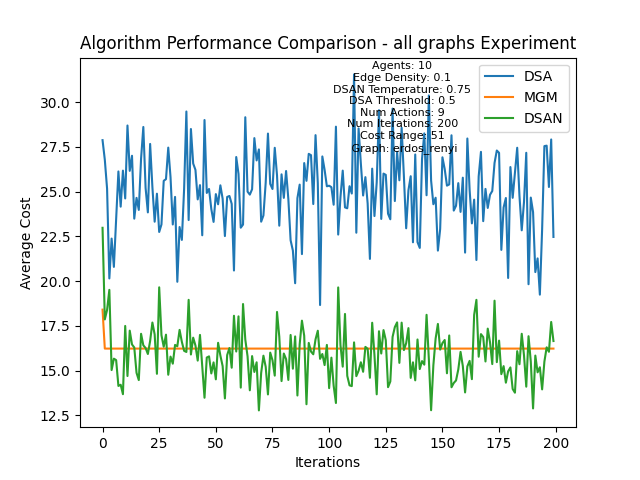 Algorithm Performance Comparison - all graphs Experiment
Agents: 10
Edge Density: 0.1
DSAN Temperature: 0.75
DSA Threshold: 0.5
Num Actions: 9
Num Iterations: 200
Cost Range: 51
Graph: erdos_renyi
DSA
MGM
DSAN
Average Cost
30.0
27.5
25.0
22.5
20.0
17.5
15.0
12.5
0 25 50 75 100 125 150 175 200
Iterations